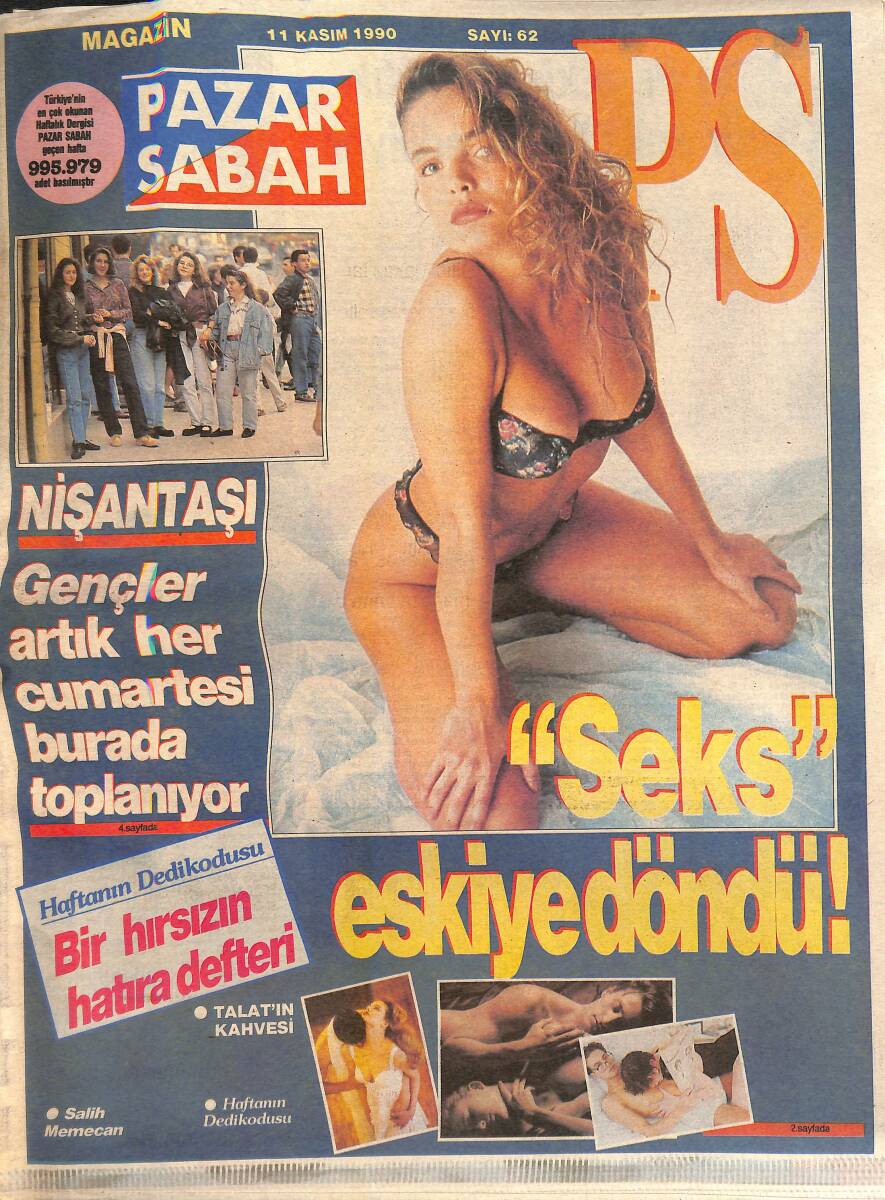 MAGAZİN
11 KASIM 1990
SAYI: 62
PS
Türkiye'nin
en çok okunan
Haftalık Dergisi
PAZAR SABAH
geçen hafta
995.979
adet basılmıştır
PAZAR
SABAH
NİŞANTAŞI
Gençler
artık her
cumartesi
burada
toplanıyor
4.sayfada
"Seks"
eskiye döndü!
Haftanın Dedikodusu
Bir hırsızın
hatıra defteri
● TALAT'IN
KAHVESİ
● Salih
Memecan
● Haftanın
Dedikodusu
2.sayfada